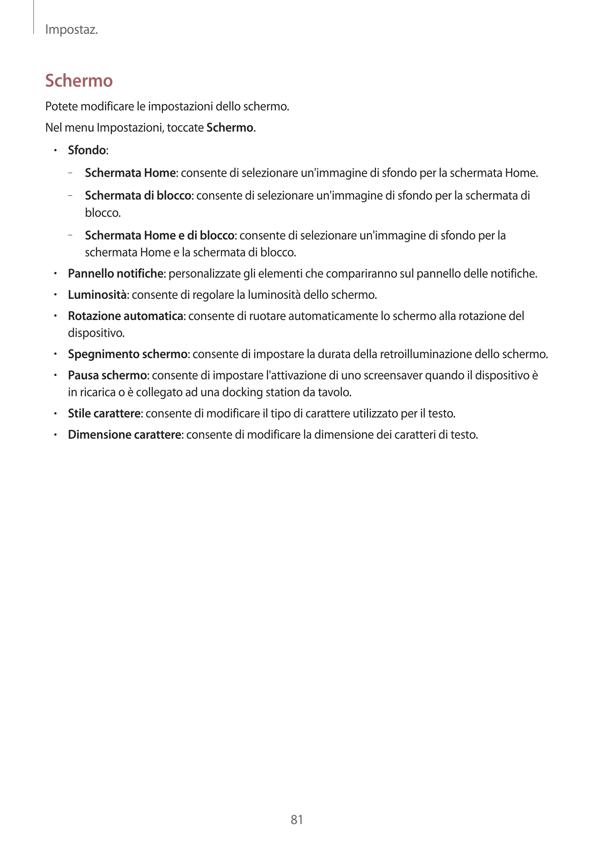 Impostaz.
Schermo
Potete modificare le impostazioni dello schermo.
Nel menu Impostazioni, toccate Schermo.
• Sfondo:
– Schermata Home: consente di selezionare un'immagine di sfondo per la schermata Home.
– Schermata di blocco: consente di selezionare un'immagine di sfondo per la schermata di
blocco.
– Schermata Home e di blocco: consente di selezionare un'immagine di sfondo per la
schermata Home e la schermata di blocco.
• Pannello notifiche: personalizzate gli elementi che compariranno sul pannello delle notifiche.
• Luminosità: consente di regolare la luminosità dello schermo.
• Rotazione automatica: consente di ruotare automaticamente lo schermo alla rotazione del
dispositivo.
• Spegnimento schermo: consente di impostare la durata della retroilluminazione dello schermo.
• Pausa schermo: consente di impostare l'attivazione di uno screensaver quando il dispositivo è
in ricarica o è collegato ad una docking station da tavolo.
• Stile carattere: consente di modificare il tipo di carattere utilizzato per il testo.
• Dimensione carattere: consente di modificare la dimensione dei caratteri di testo.
81